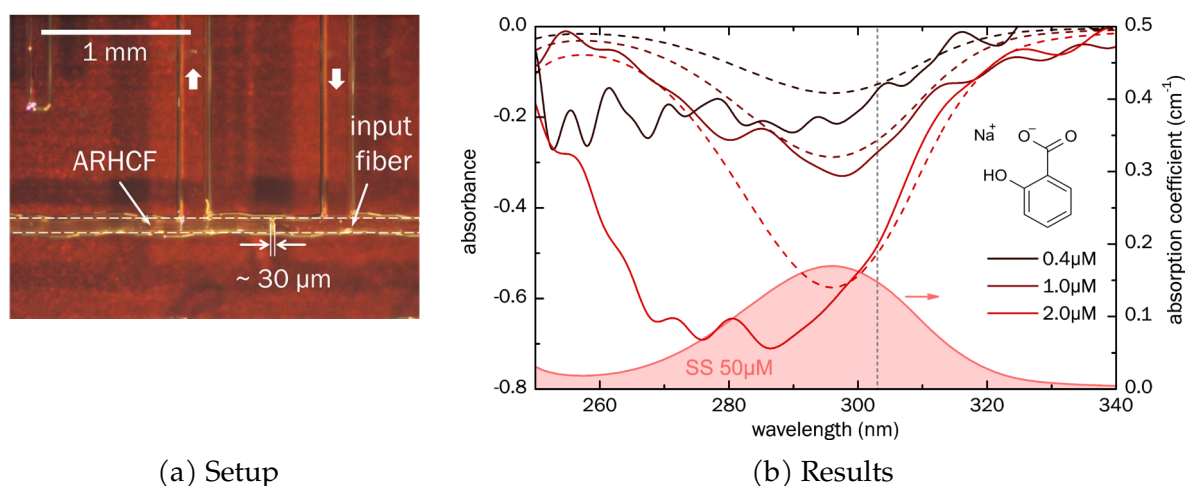 1 mm
ARHCF
input
fiber
~ 30 µm
(a) Setup
0.0
-0.2
-0.4
-0.6
-0.8
absorbance
260
280
300
320
340
wavelength (nm)
0.5
0.4
0.3
0.2
0.1
0.0
absorption coefficient (cm⁻¹)
Na⁺
O⁻
O
HO
0.4µM
1.0µM
2.0µM
SS 50µM
(b) Results